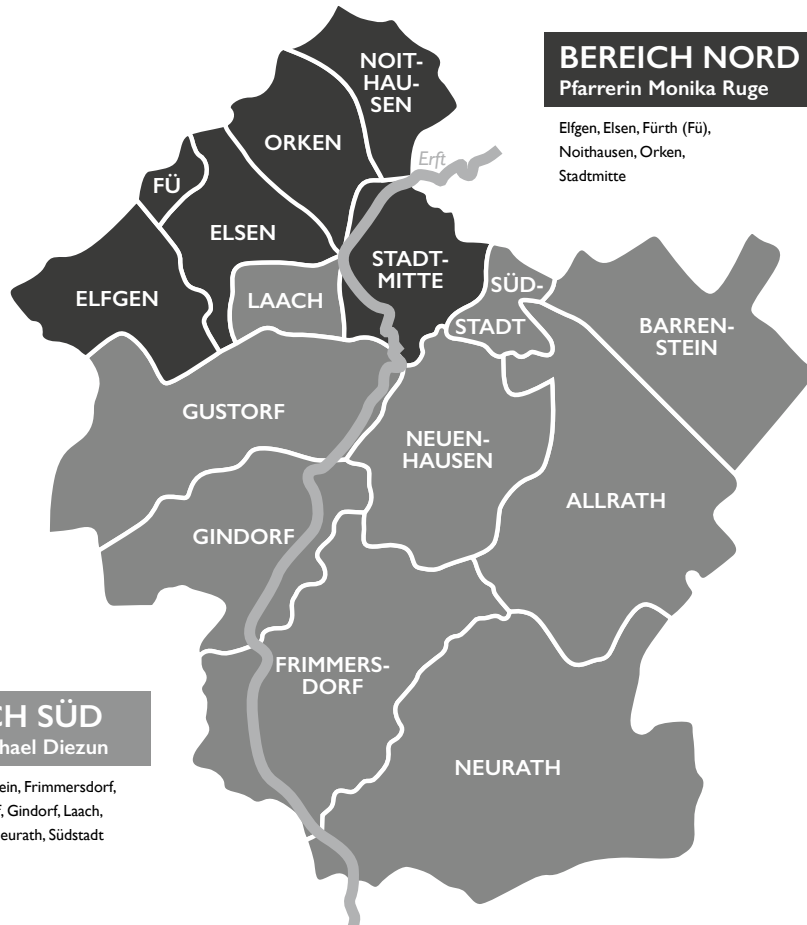 BEREICH NORD
Pfarrerin Monika Ruge
Elfgen, Elsen, Fürth (Fü),
Noithausen, Orken,
Stadtmitte
NOIT-
HAU-
SEN
ORKEN
Erft
FÜ
ELSEN
STADT-
MITTE
ELFGEN
LAACH
SÜD-
STADT
BARREN-
STEIN
GUSTORF
NEUEN-
HAUSEN
ALLRATH
GINDORF
FRIMMERS-
DORF
NEURATH
CH SÜD
hael Diezun
ein, Frimmersdorf,
f, Gindorf, Laach,
eurath, Südstadt